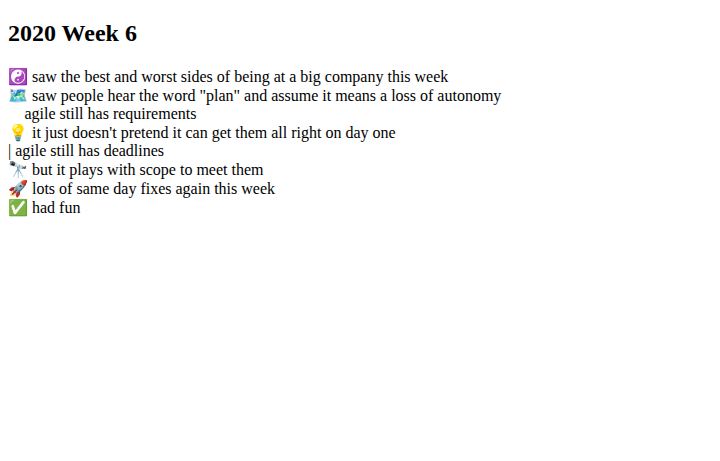 2020 Week 6
☯️ saw the best and worst sides of being at a big company this week
🗺️ saw people hear the word "plan" and assume it means a loss of autonomy
agile still has requirements
💡 it just doesn't pretend it can get them all right on day one
| agile still has deadlines
🔭 but it plays with scope to meet them
🚀 lots of same day fixes again this week
✅ had fun